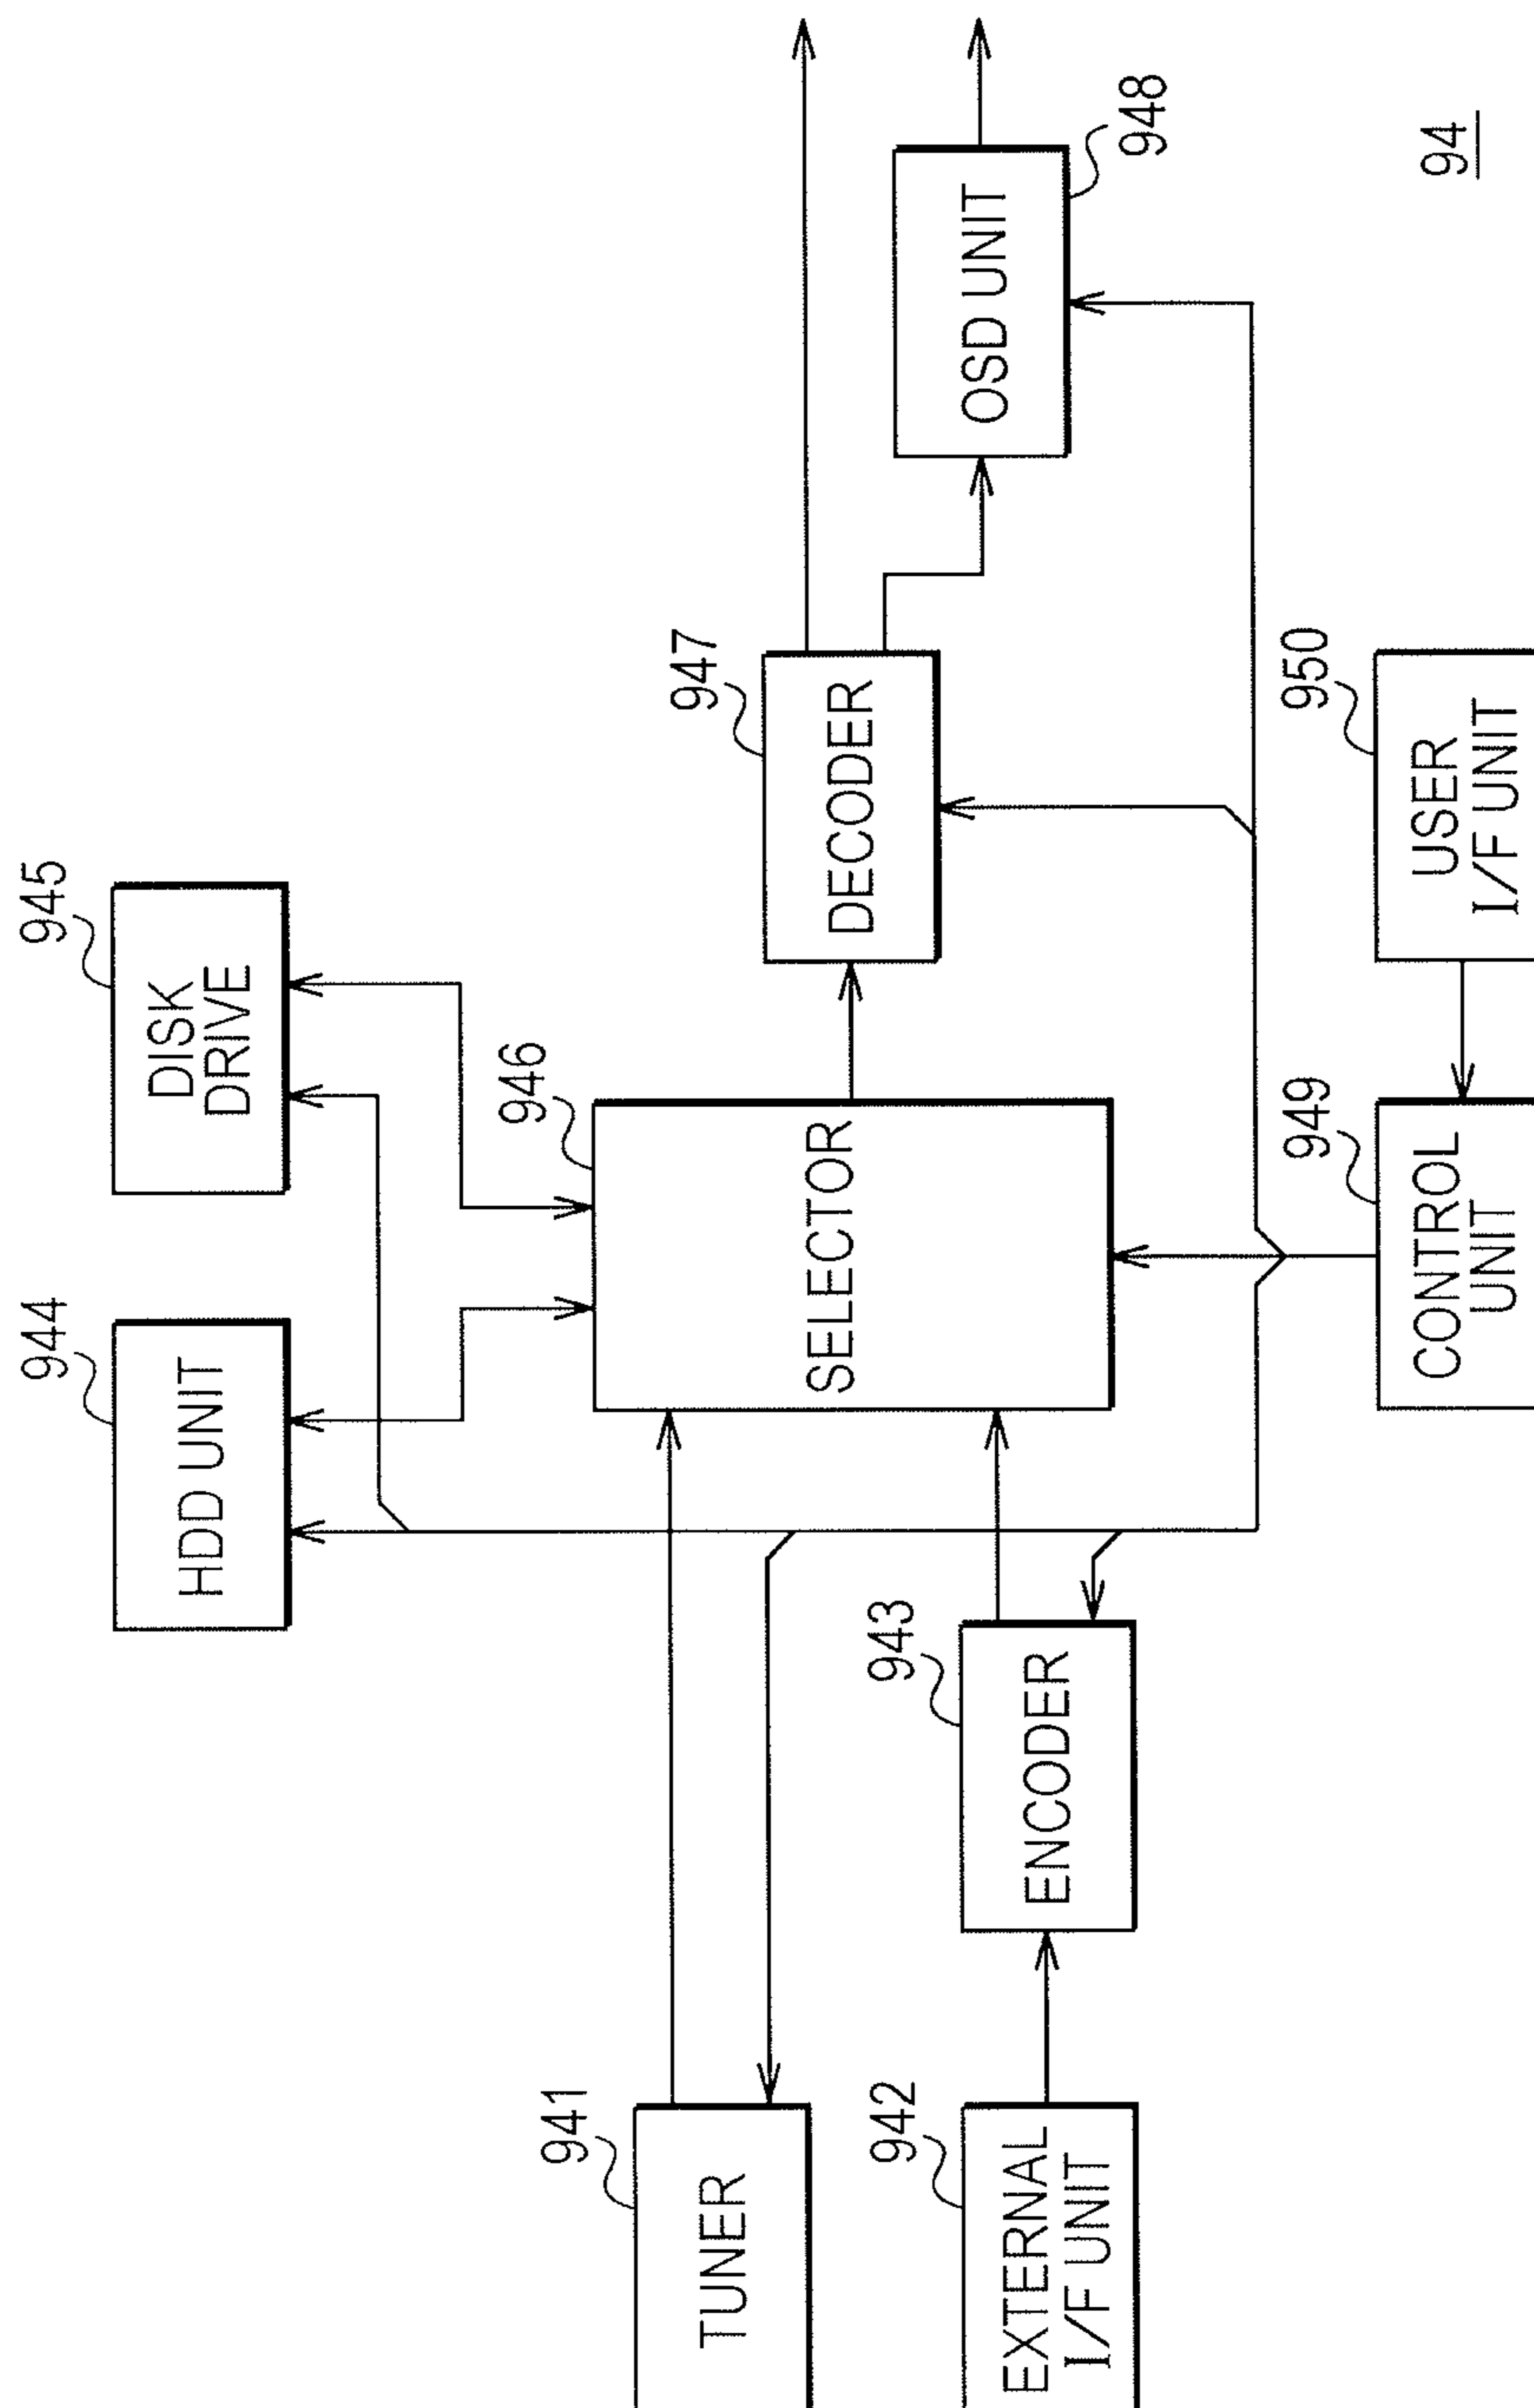 944
HDD UNIT
945
DISK
DRIVE
941
TUNER
946
SELECTOR
947
DECODER
942
EXTERNAL
I/F UNIT
943
ENCODER
OSD UNIT
948
949
CONTROL
UNIT
950
USER
I/F UNIT
94